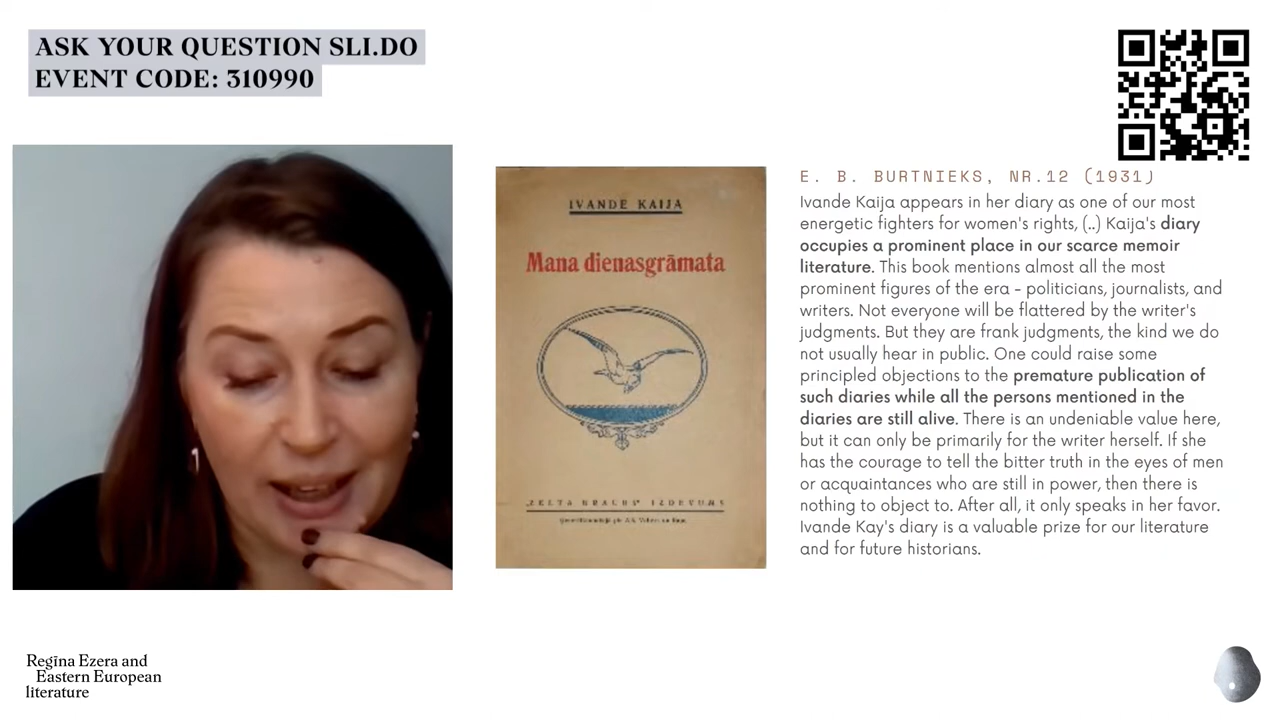 ASK YOUR QUESTION SLI.DO
EVENT CODE: 310990
IVANDE KAIJA
Mana dienasgrāmata
ZELTA GRAUDS IZDEVUMS
E. B. BURTNIEKS, NR.12 (1931)
Ivande Kaija appears in her diary as one of our most
energetic fighters for women's rights, (..) Kaija's diary
occupies a prominent place in our scarce memoir
literature. This book mentions almost all the most
prominent figures of the era - politicians, journalists, and
writers. Not everyone will be flattered by the writer's
judgments. But they are frank judgments, the kind we do
not usually hear in public. One could raise some
principled objections to the premature publication of
such diaries while all the persons mentioned in the
diaries are still alive. There is an undeniable value here,
but it can only be primarily for the writer herself. If she
has the courage to tell the bitter truth in the eyes of men
or acquaintances who are still in power, then there is
nothing to object to. After all, it only speaks in her favor.
Ivande Kay's diary is a valuable prize for our literature
and for future historians.
Regīna Ezera and
Eastern European
literature